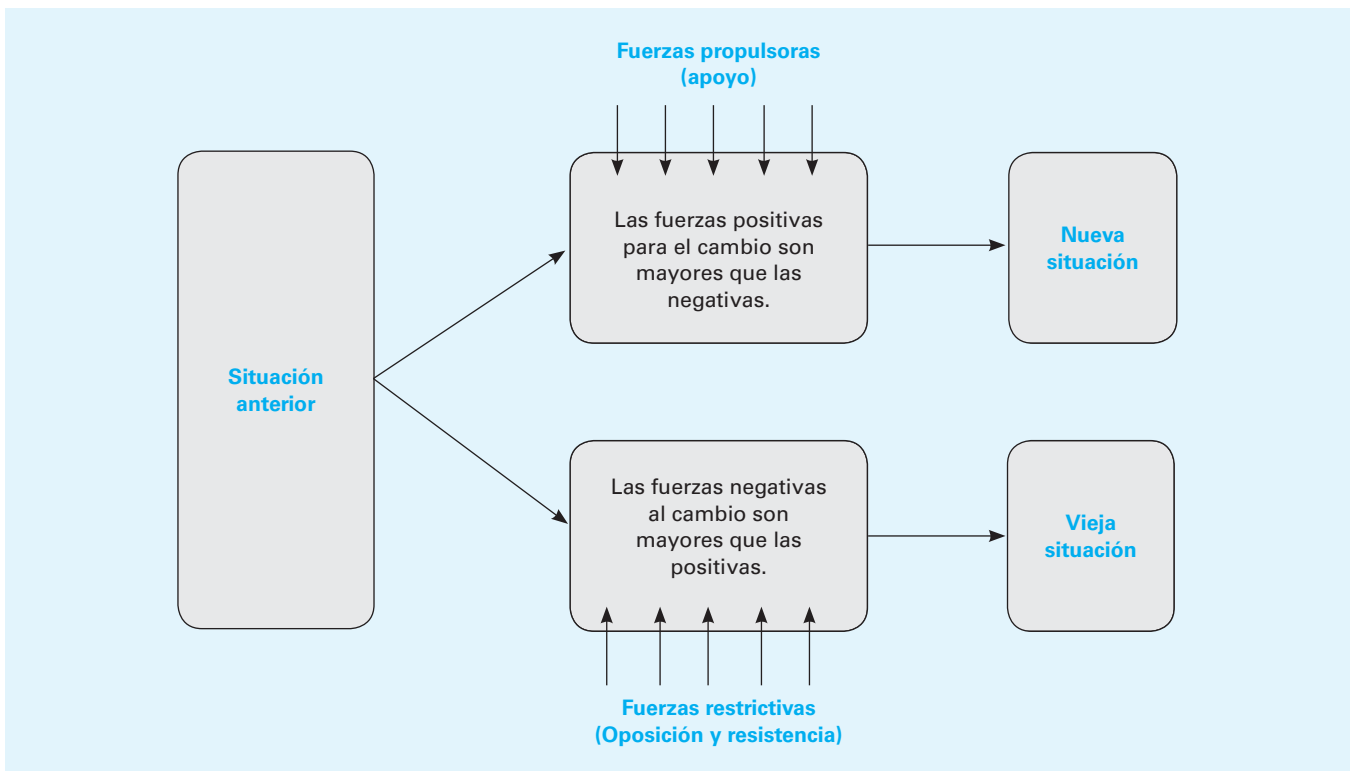 Fuerzas propulsoras
(apoyo)
Las fuerzas positivas
para el cambio son
mayores que las
negativas.
Nueva
situación
Situación
anterior
Las fuerzas negativas
al cambio son
mayores que las
positivas.
Vieja
situación
Fuerzas restrictivas
(Oposición y resistencia)